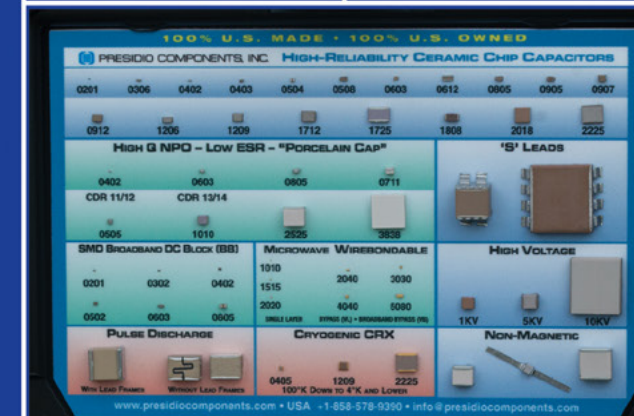 100% U.S. MADE • 100% U.S. OWNED
PRESIDIO COMPONENTS, INC. HIGH-RELIABILITY CERAMIC CHIP CAPACITORS
0201 0306 0402 0403 0504 0508 0603 0612 0805 0905 0907
0912 1206 1209 1712 1725 1808 2018 2225
HIGH Q NPO – LOW ESR – "PORCELAIN CAP"
0402 0603 0805 0711
CDR 11/12 CDR 13/14
0505 1010 2525 3838
'S' LEADS
SMD BROADBAND DC BLOCK (BB)
0201 0302 0402
0502 0603 0805
MICROWAVE WIREBONDABLE
1010 2040 3030
1515
2020 4040 5080
SINGLE LAYER BYPASS (VL) • BROADBAND BYPASS (VB)
HIGH VOLTAGE
1KV 5KV 10KV
PULSE DISCHARGE
WITH LEAD FRAMES WITHOUT LEAD FRAMES
CRYOGENIC CRX
0405 1209 2225
100°K DOWN TO 4°K AND LOWER
NON-MAGNETIC
www.presidiocomponents.com • USA +1-858-578-9390 • info@presidiocomponents.com